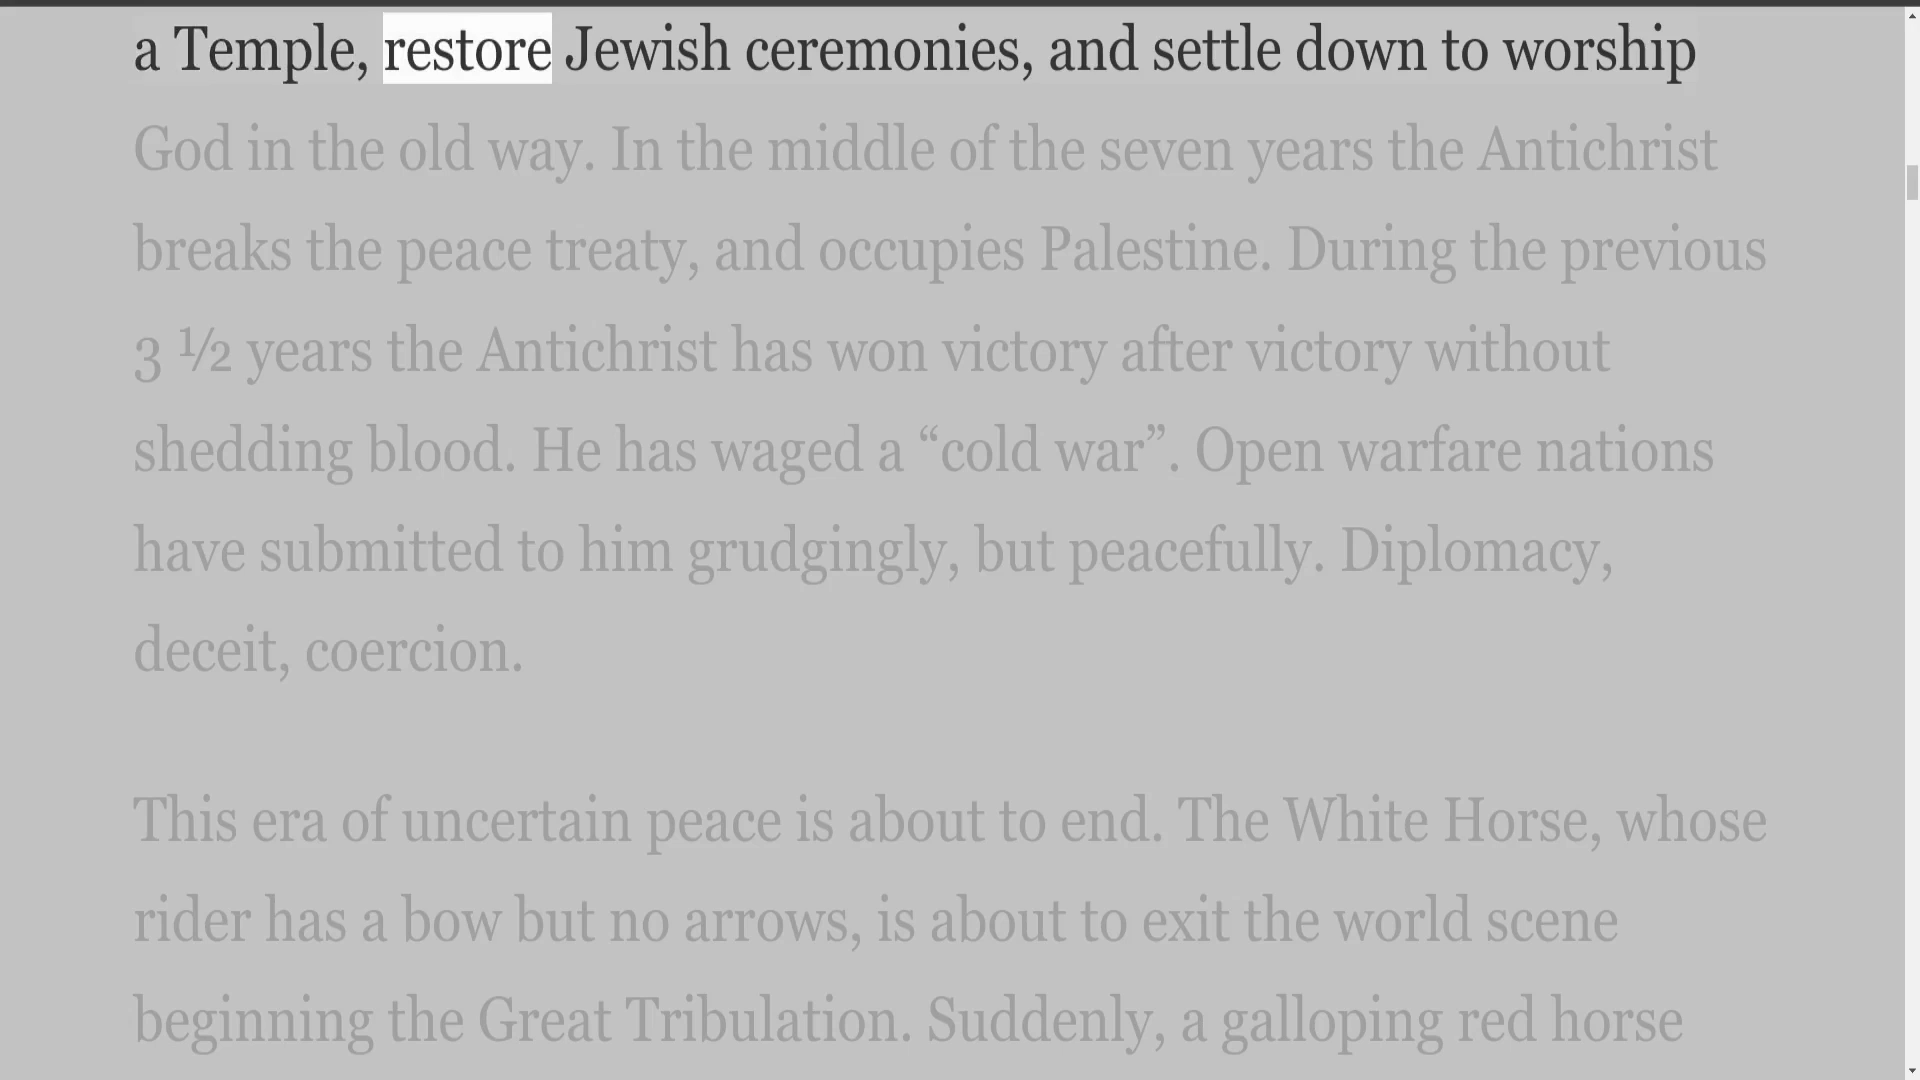 a Temple, restore Jewish ceremonies, and settle down to worship
God in the old way. In the middle of the seven years the Antichrist
breaks the peace treaty, and occupies Palestine. During the previous
3 ½ years the Antichrist has won victory after victory without
shedding blood. He has waged a “cold war”. Open warfare nations
have submitted to him grudgingly, but peacefully. Diplomacy,
deceit, coercion.
This era of uncertain peace is about to end. The White Horse, whose
rider has a bow but no arrows, is about to exit the world scene
beginning the Great Tribulation. Suddenly, a galloping red horse